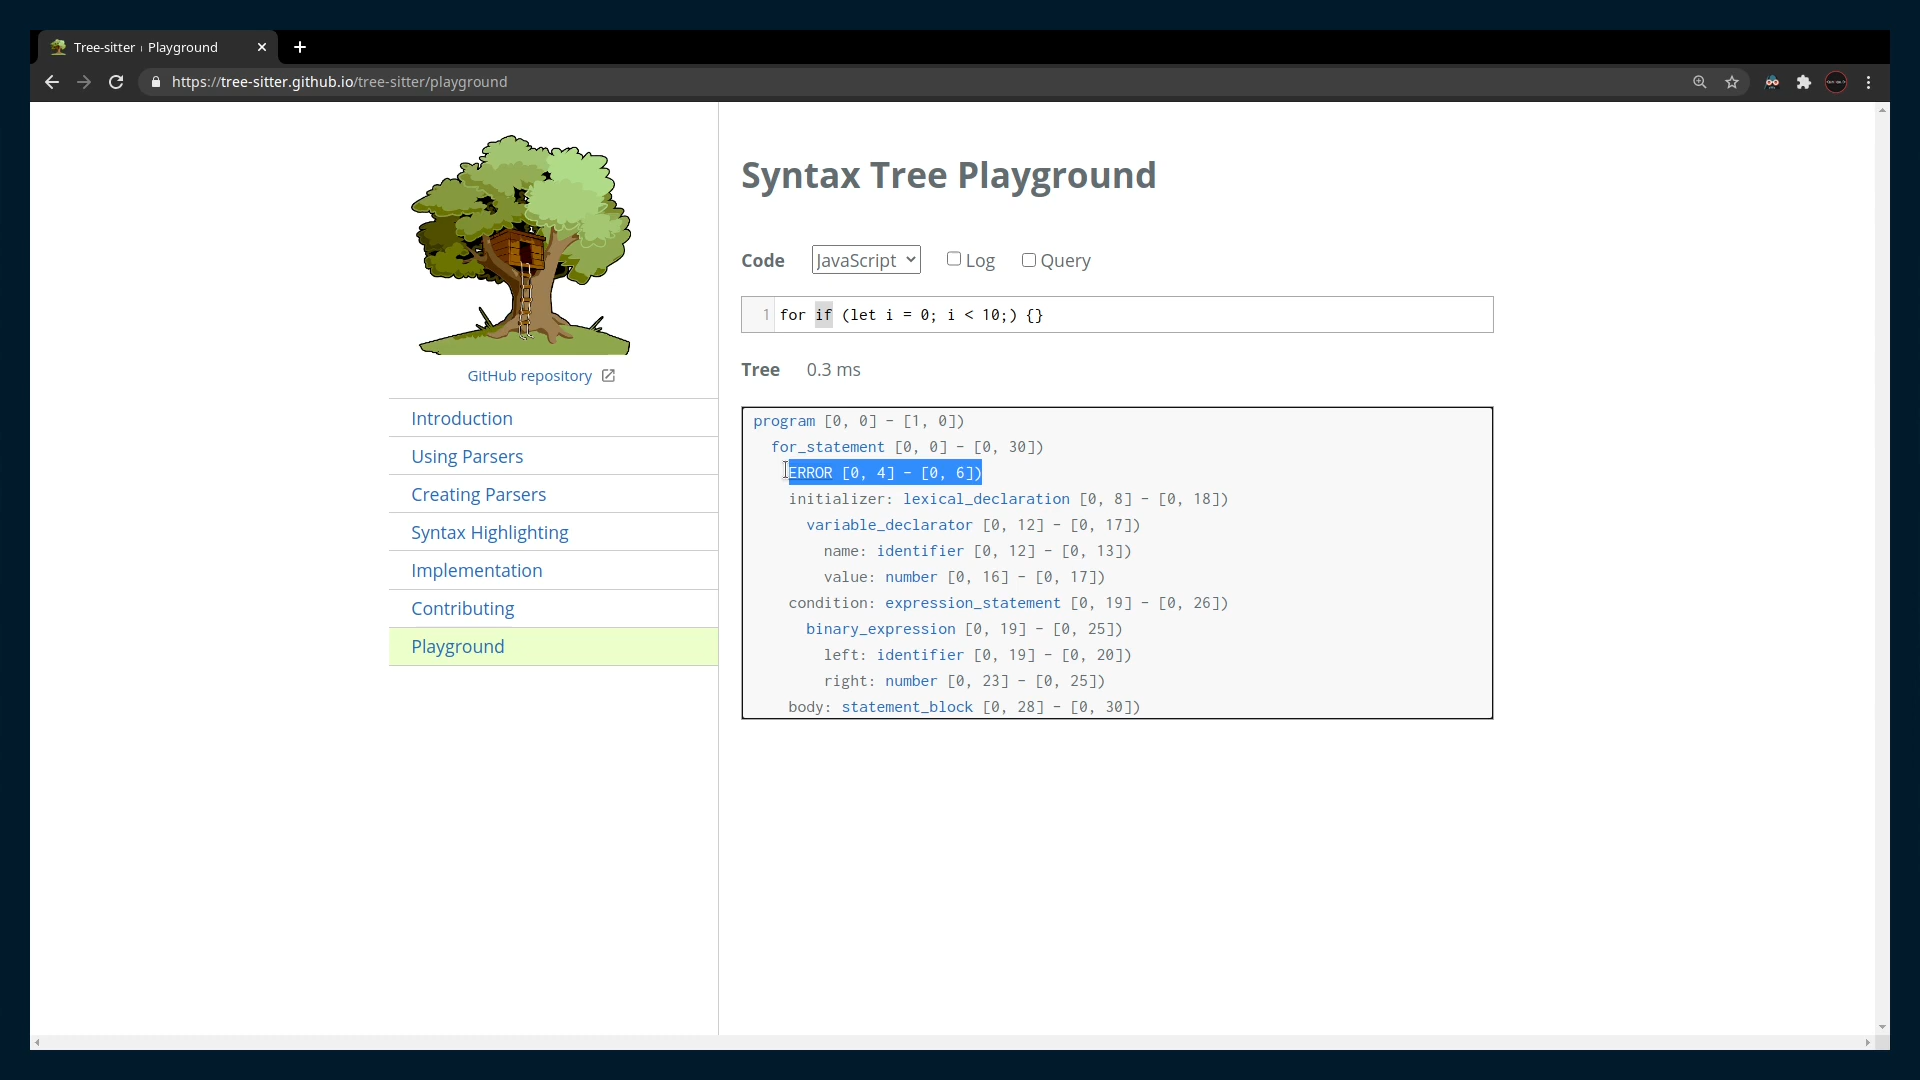 Tree-sitter | Playground
https://tree-sitter.github.io/tree-sitter/playground
GitHub repository
Introduction
Using Parsers
Creating Parsers
Syntax Highlighting
Implementation
Contributing
Playground
Syntax Tree Playground
Code JavaScript Log Query
1 for if (let i = 0; i < 10;) {}
Tree 0.3 ms
program [0, 0] - [1, 0])
for_statement [0, 0] - [0, 30])
ERROR [0, 4] - [0, 6])
initializer: lexical_declaration [0, 8] - [0, 18])
variable_declarator [0, 12] - [0, 17])
name: identifier [0, 12] - [0, 13])
value: number [0, 16] - [0, 17])
condition: expression_statement [0, 19] - [0, 26])
binary_expression [0, 19] - [0, 25])
left: identifier [0, 19] - [0, 20])
right: number [0, 23] - [0, 25])
body: statement_block [0, 28] - [0, 30])